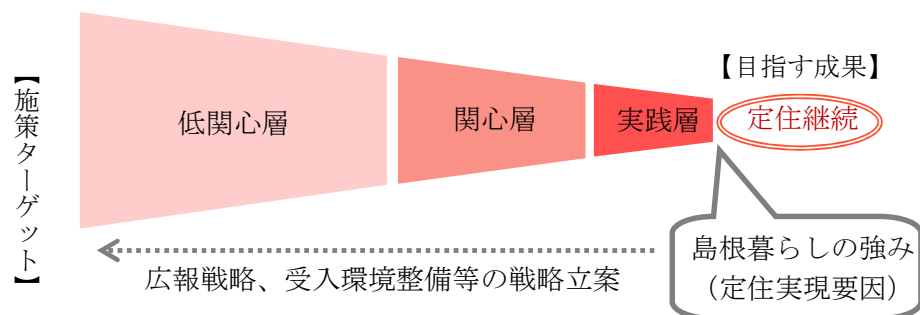 【施策ターゲット】
低関心層
関心層
実践層
【目指す成果】
定住継続
島根暮らしの強み
（定住実現要因）
広報戦略、受入環境整備等の戦略立案